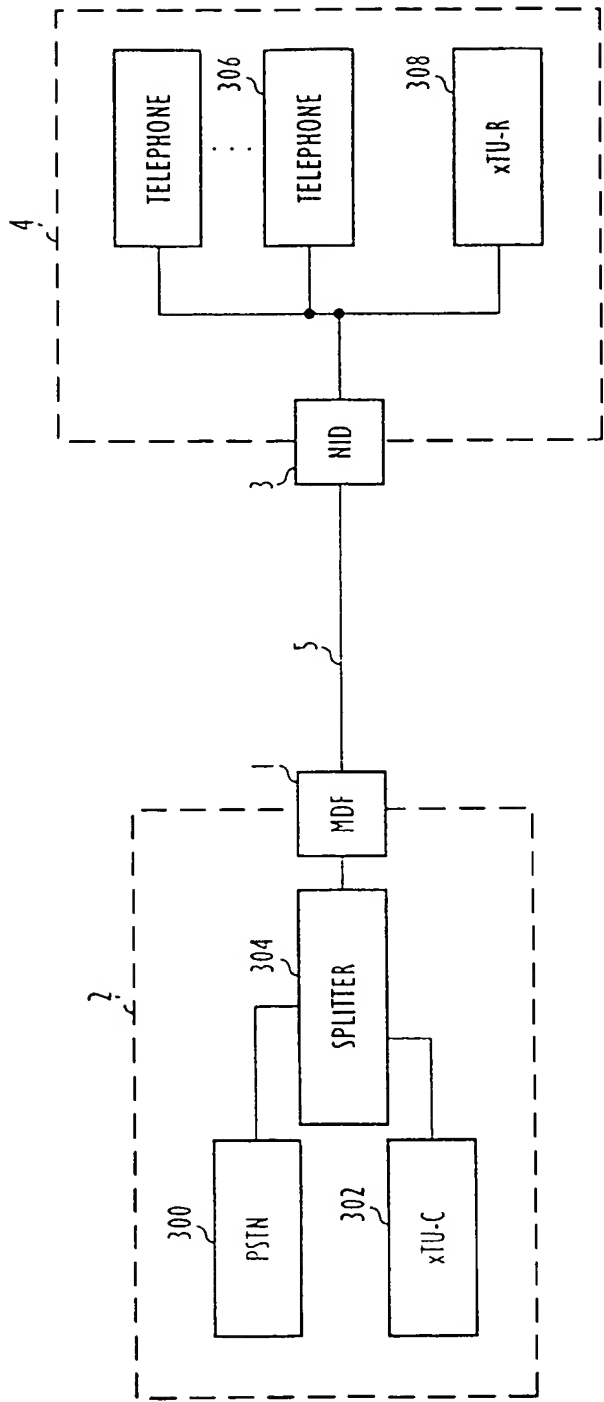 2
300
PSTN
302
xTU-C
304
SPLITTER
1
MDF
5
3
NID
4
TELEPHONE
306
TELEPHONE
308
xTU-R